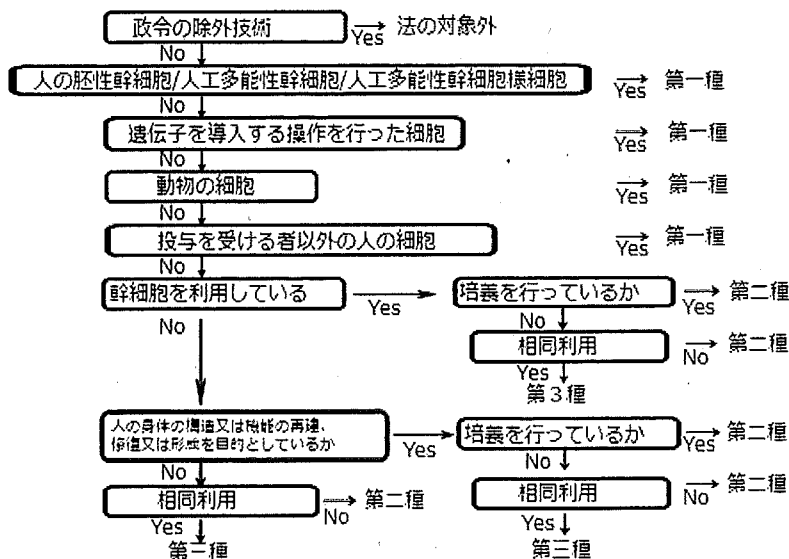 政令の除外技術 Yes 法の対象外
No
人の胚性幹細胞/人工多能性幹細胞/人工多能性幹細胞様細胞 Yes 第一種
No
遺伝子を導入する操作を行った細胞 Yes 第一種
No
動物の細胞 Yes 第一種
No
投与を受ける者以外の人の細胞 Yes 第一種
No
幹細胞を利用している Yes 培養を行っているか Yes 第二種
No No
相同利用 No 第二種
Yes
第3種
人の身体の構造又は機能の再建、
修復又は形成を目的としているか Yes 培養を行っているか Yes 第二種
No No
相同利用 No 第二種 相同利用 No 第二種
Yes Yes
第三種 第三種